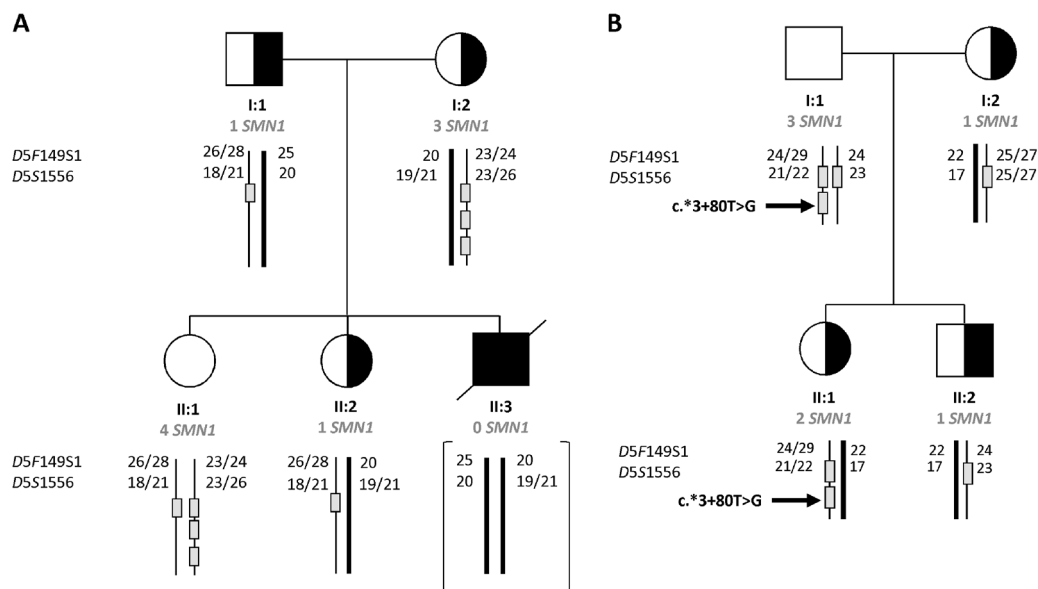 A
B
I:1
1 SMN1
I:2
3 SMN1
D5F149S1
D5S1556
26/28
18/21
25
20
20
19/21
23/24
23/26
II:1
4 SMN1
II:2
1 SMN1
II:3
0 SMN1
D5F149S1
D5S1556
26/28
18/21
23/24
23/26
26/28
18/21
20
19/21
25
20
20
19/21
I:1
3 SMN1
I:2
1 SMN1
D5F149S1
D5S1556
24/29
21/22
24
23
22
17
25/27
25/27
c.*3+80T>G
II:1
2 SMN1
II:2
1 SMN1
D5F149S1
D5S1556
24/29
21/22
22
17
22
17
24
23
c.*3+80T>G